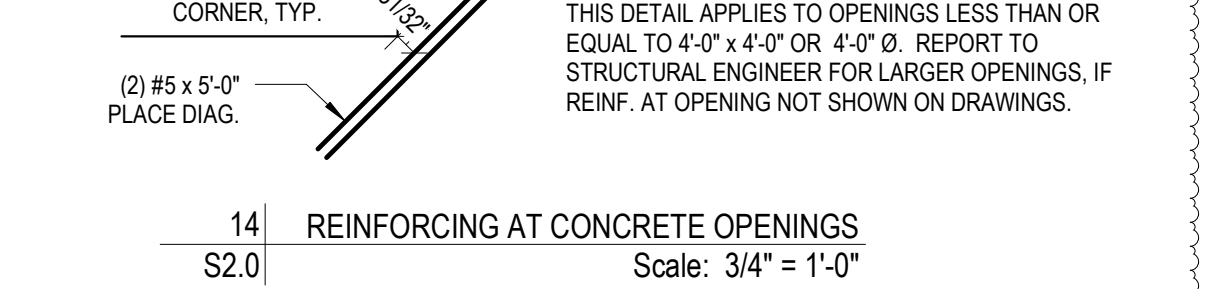 CORNER, TYP.
(2) #5 x 5'-0"
PLACE DIAG.
THIS DETAIL APPLIES TO OPENINGS LESS THAN OR
EQUAL TO 4'-0" x 4'-0" OR 4'-0" Ø. REPORT TO
STRUCTURAL ENGINEER FOR LARGER OPENINGS, IF
REINF. AT OPENING NOT SHOWN ON DRAWINGS.
14 REINFORCING AT CONCRETE OPENINGS
S2.0 Scale: 3/4" = 1'-0"